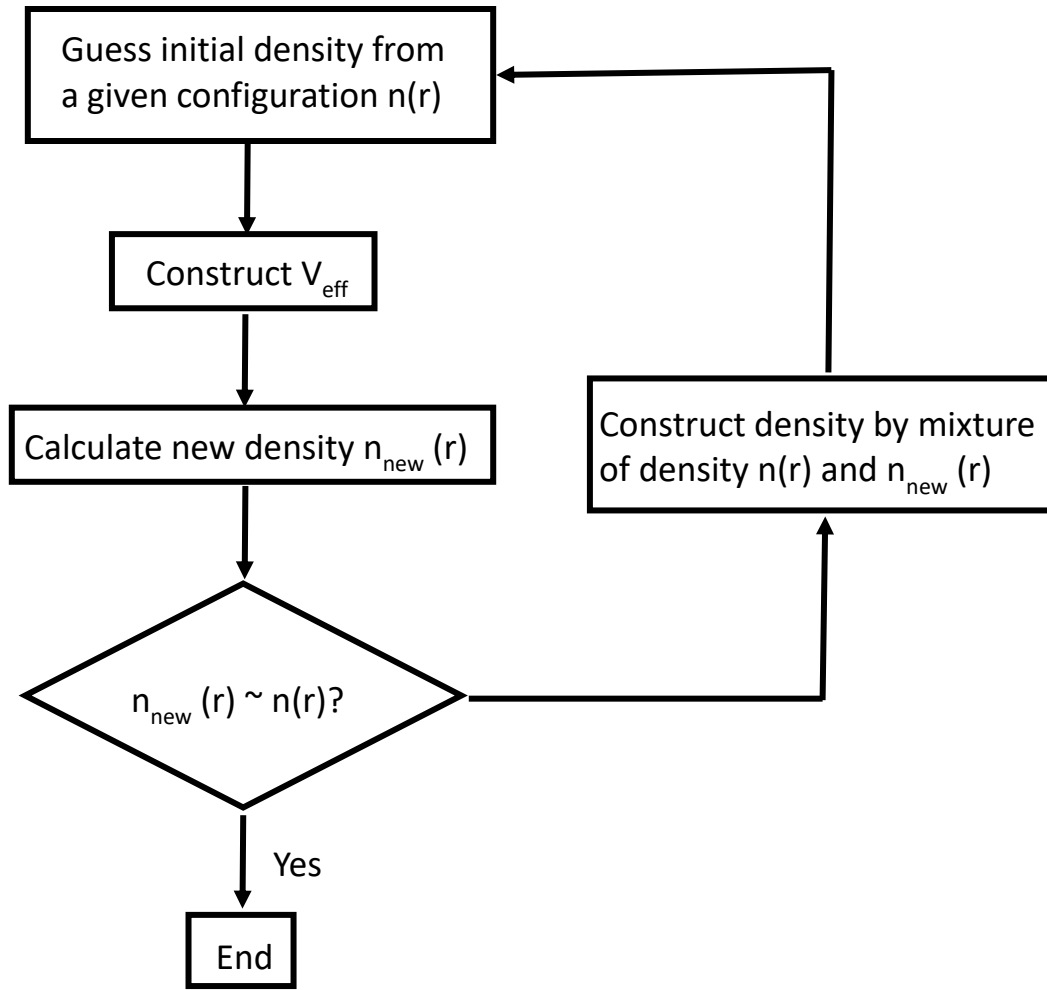 Guess initial density from
a given configuration n(r)
Construct V_eff
Calculate new density n_new (r)
Construct density by mixture
of density n(r) and n_new (r)
n_new (r) ~ n(r)?
Yes
End